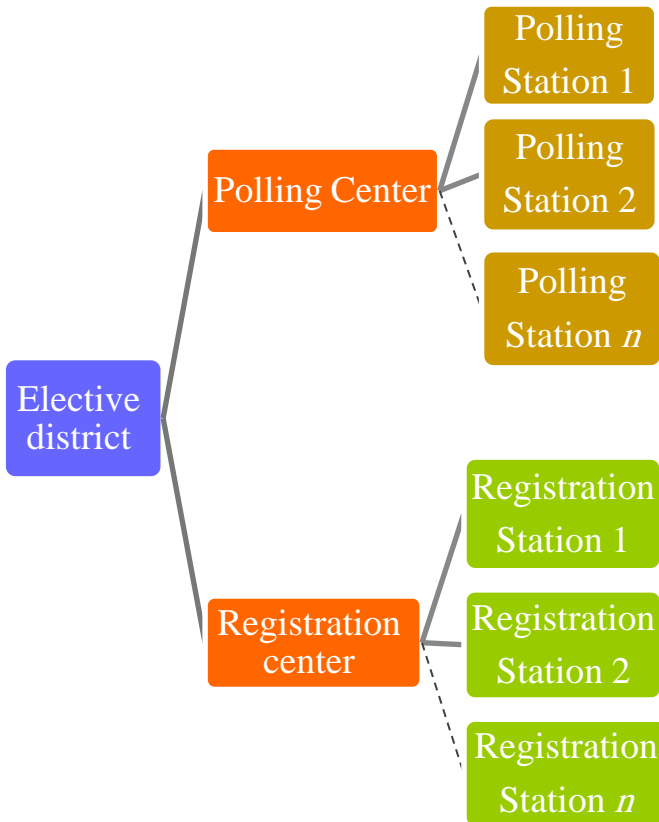 Polling
Station 1
Polling
Station 2
Polling
Station n
Polling Center
Elective
district
Registration
center
Registration
Station 1
Registration
Station 2
Registration
Station n